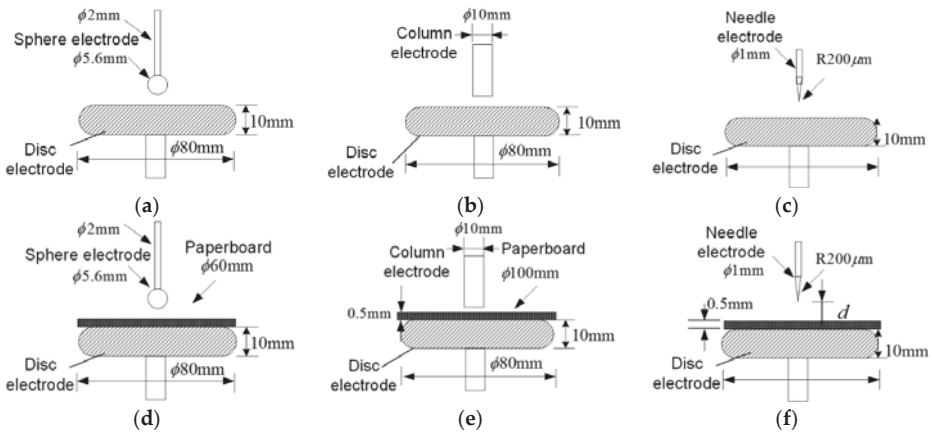 ϕ2mm
Sphere electrode
ϕ5.6mm
10mm
Disc
electrode
ϕ80mm
(a)
ϕ10mm
Column
electrode
10mm
Disc
electrode
ϕ80mm
(b)
Needle
electrode
ϕ1mm
R200μm
10mm
Disc
electrode
(c)
ϕ2mm
Sphere electrode
ϕ5.6mm
Paperboard
ϕ60mm
10mm
Disc
electrode
ϕ80mm
(d)
ϕ10mm
Column
electrode
Paperboard
ϕ100mm
0.5mm
10mm
Disc
electrode
ϕ80mm
(e)
Needle
electrode
ϕ1mm
R200μm
0.5mm
d
10mm
Disc
electrode
(f)